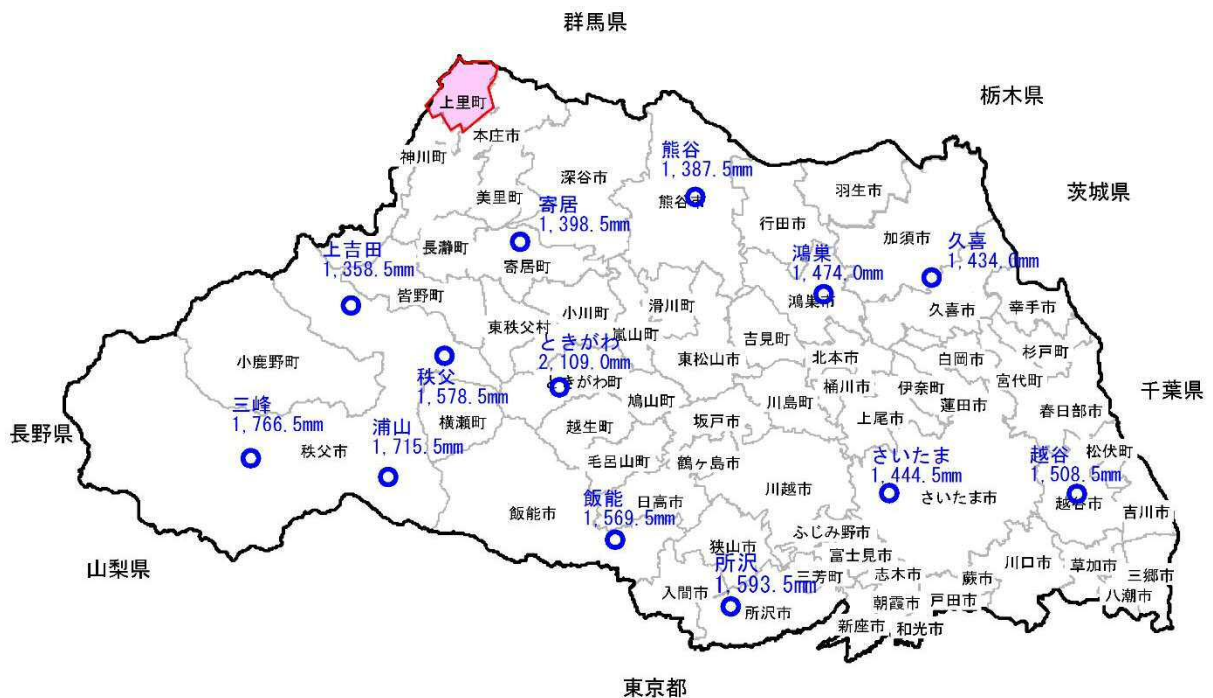 群馬県
栃木県
上里町
本庄市
神川町
熊谷
1,387.5mm
茨城県
深谷市
羽生市
美里町
寄居
1,398.5mm
熊谷市
行田市
加須市
久喜
1,434.0mm
上吉田
1,358.5mm
長瀞町
寄居町
鴻巣
1,474.0mm
皆野町
小川町
滑川町
鴻巣市
久喜市
幸手市
東秩父村
嵐山町
吉見町
小鹿野町
ときがわ
2,109.0mm
東松山市
北本市
白岡市
杉戸町
秩父
1,578.5mm
ときがわ町
桶川市
伊奈町
宮代町
千葉県
三峰
1,766.5mm
鳩山町
川島町
蓮田市
長野県
浦山
1,715.5mm
横瀬町
越生町
坂戸市
上尾市
春日部市
秩父市
毛呂山町
鶴ヶ島市
さいたま
1,444.5mm
越谷
1,508.5mm
松伏町
川越市
さいたま市
越谷市
飯能
1,569.5mm
日高市
飯能市
吉川市
ふじみ野市
山梨県
狭山市
富士見市
川口市
所沢
1,593.5mm
三芳町
志木市
蕨市
草加市
三郷市
入間市
朝霞市
戸田市
八潮市
所沢市
新座市
和光市
東京都